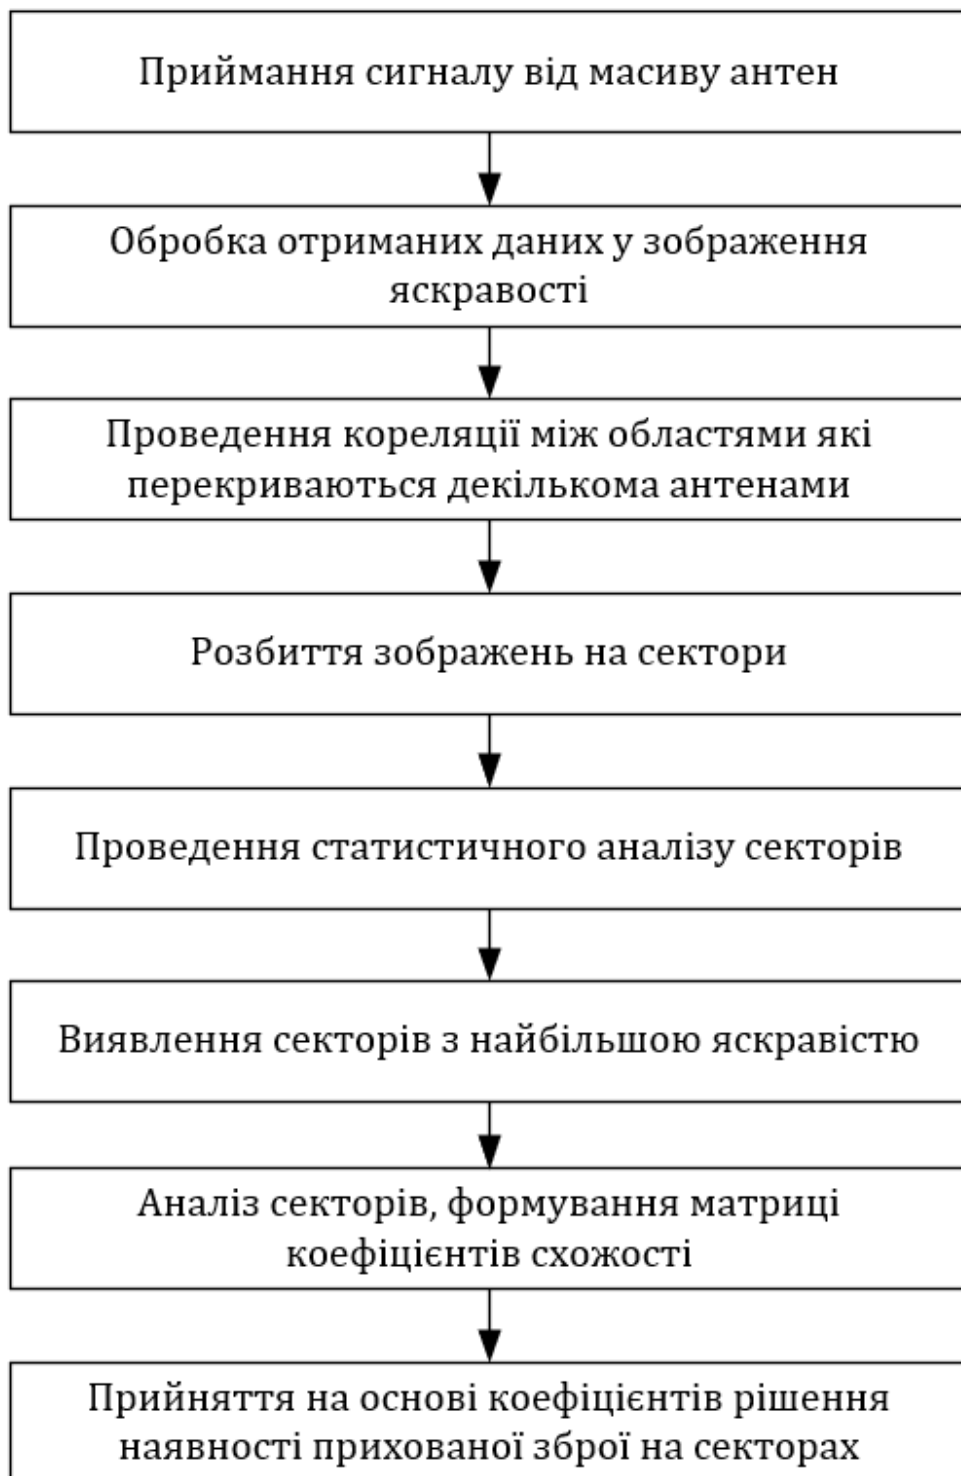 Приймання сигналу від масиву антен
Обробка отриманих даних у зображення
яскравості
Проведення кореляції між областями які
перекриваються декількома антенами
Розбиття зображень на сектори
Проведення статистичного аналізу секторів
Виявлення секторів з найбільшою яскравістю
Аналіз секторів, формування матриці
коефіцієнтів схожості
Прийняття на основі коефіцієнтів рішення
наявності прихованої зброї на секторах